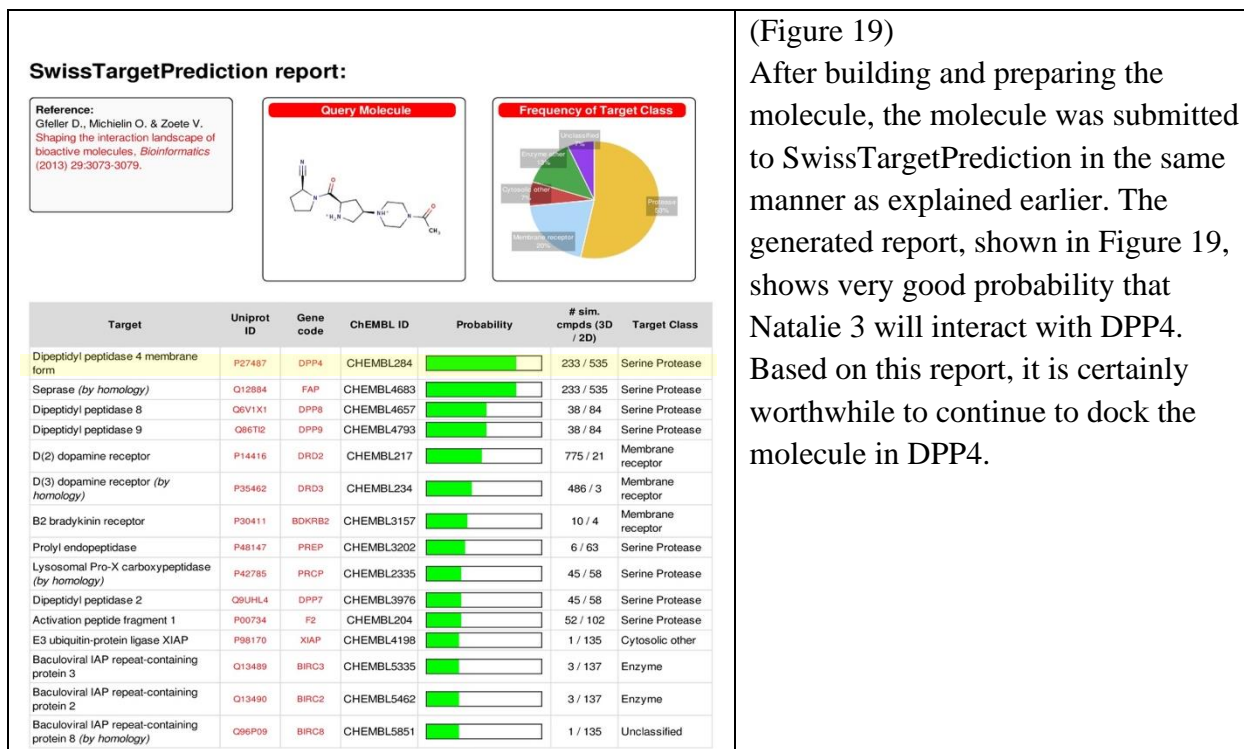 SwissTargetPrediction report:
Reference:
Gfeller D., Michielin O. & Zoete V.
Shaping the interaction landscape of
bioactive molecules, Bioinformatics
(2013) 29:3073-3079.
Query Molecule
N
O
N
+H2N
NH+
N
O
CH3
Frequency of Target Class
Unclassified
7%
Enzyme other
13%
Cytosolic other
7%
Membrane receptor
20%
Protease
53%
Target Uniprot ID Gene code ChEMBL ID Probability # sim. cmpds (3D / 2D) Target Class
Dipeptidyl peptidase 4 membrane form P27487 DPP4 CHEMBL284 233 / 535 Serine Protease
Seprase (by homology) Q12884 FAP CHEMBL4683 233 / 535 Serine Protease
Dipeptidyl peptidase 8 Q6V1X1 DPP8 CHEMBL4657 38 / 84 Serine Protease
Dipeptidyl peptidase 9 Q86TI2 DPP9 CHEMBL4793 38 / 84 Serine Protease
D(2) dopamine receptor P14416 DRD2 CHEMBL217 775 / 21 Membrane receptor
D(3) dopamine receptor (by homology) P35462 DRD3 CHEMBL234 486 / 3 Membrane receptor
B2 bradykinin receptor P30411 BDKRB2 CHEMBL3157 10 / 4 Membrane receptor
Prolyl endopeptidase P48147 PREP CHEMBL3202 6 / 63 Serine Protease
Lysosomal Pro-X carboxypeptidase (by homology) P42785 PRCP CHEMBL2335 45 / 58 Serine Protease
Dipeptidyl peptidase 2 Q9UHL4 DPP7 CHEMBL3976 45 / 58 Serine Protease
Activation peptide fragment 1 P00734 F2 CHEMBL204 52 / 102 Serine Protease
E3 ubiquitin-protein ligase XIAP P98170 XIAP CHEMBL4198 1 / 135 Cytosolic other
Baculoviral IAP repeat-containing protein 3 Q13489 BIRC3 CHEMBL5335 3 / 137 Enzyme
Baculoviral IAP repeat-containing protein 2 Q13490 BIRC2 CHEMBL5462 3 / 137 Enzyme
Baculoviral IAP repeat-containing protein 8 (by homology) Q96P09 BIRC8 CHEMBL5851 1 / 135 Unclassified
(Figure 19)
After building and preparing the
molecule, the molecule was submitted
to SwissTargetPrediction in the same
manner as explained earlier. The
generated report, shown in Figure 19,
shows very good probability that
Natalie 3 will interact with DPP4.
Based on this report, it is certainly
worthwhile to continue to dock the
molecule in DPP4.